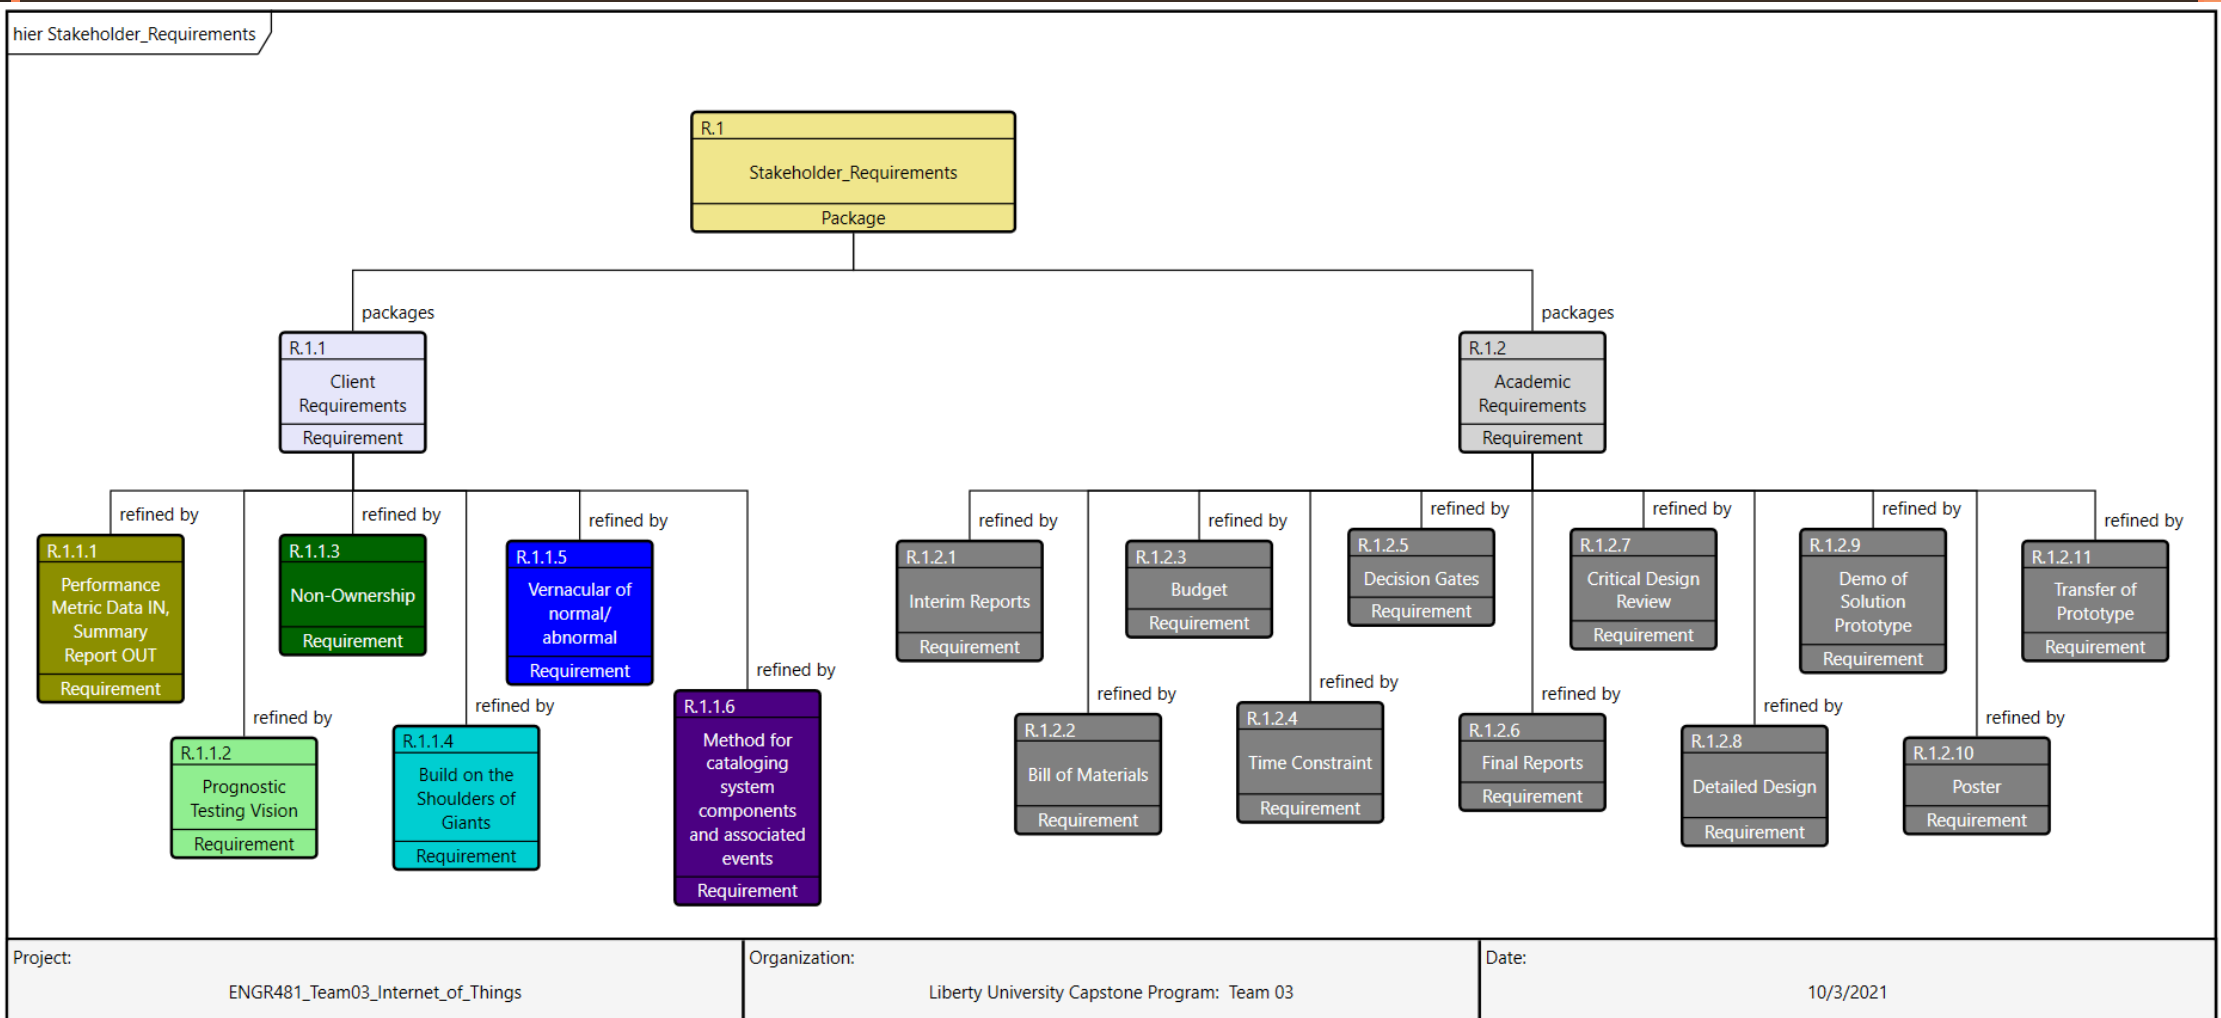 hier Stakeholder_Requirements
R.1
Stakeholder_Requirements
Package
packages
packages
R.1.1
Client
Requirements
Requirement
R.1.2
Academic
Requirements
Requirement
refined by
R.1.1.1
Performance
Metric Data IN,
Summary
Report OUT
Requirement
refined by
R.1.1.2
Prognostic
Testing Vision
Requirement
refined by
R.1.1.3
Non-Ownership
Requirement
refined by
R.1.1.4
Build on the
Shoulders of
Giants
Requirement
refined by
R.1.1.5
Vernacular of
normal/
abnormal
Requirement
refined by
R.1.1.6
Method for
cataloging
system
components
and associated
events
Requirement
refined by
R.1.2.1
Interim Reports
Requirement
refined by
R.1.2.2
Bill of Materials
Requirement
refined by
R.1.2.3
Budget
Requirement
refined by
R.1.2.4
Time Constraint
Requirement
refined by
R.1.2.5
Decision Gates
Requirement
refined by
R.1.2.6
Final Reports
Requirement
refined by
R.1.2.7
Critical Design
Review
Requirement
refined by
R.1.2.8
Detailed Design
Requirement
refined by
R.1.2.9
Demo of
Solution
Prototype
Requirement
refined by
R.1.2.10
Poster
Requirement
refined by
R.1.2.11
Transfer of
Prototype
Requirement
Project:
ENGR481_Team03_Internet_of_Things
Organization:
Liberty University Capstone Program:  Team 03
Date:
10/3/2021